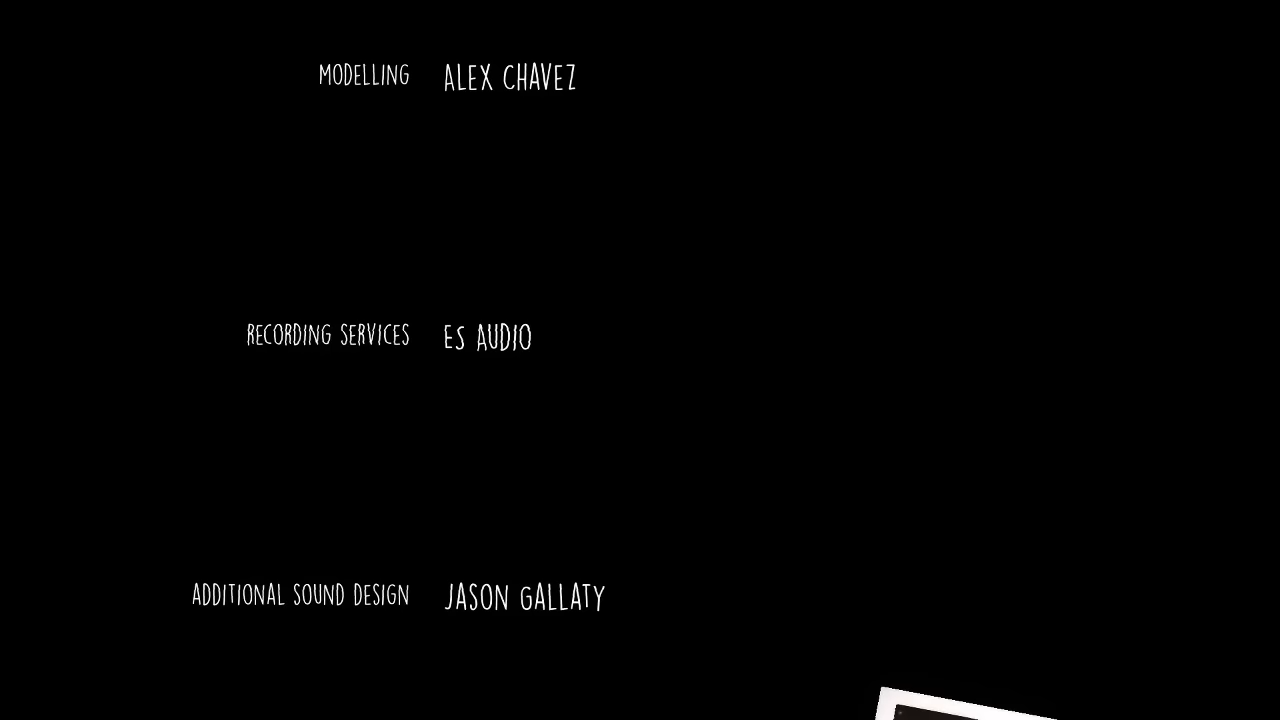 MODELLING ALEX CHAVEZ
RECORDING SERVICES ES AUDIO
ADDITIONAL SOUND DESIGN JASON GALLATY